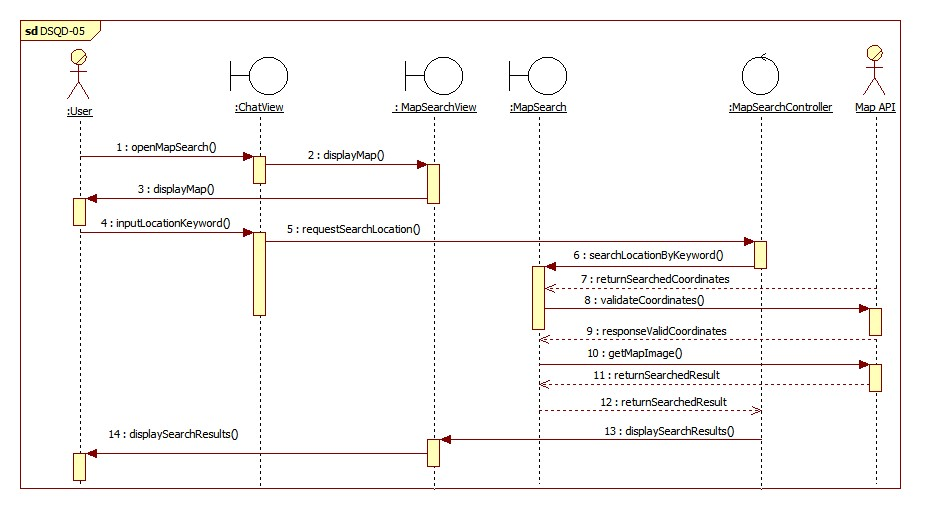 sd DSQD-05
:User
:ChatView
: MapSearchView
:MapSearch
:MapSearchController
Map API
1 : openMapSearch()
2 : displayMap()
3 : displayMap()
4 : inputLocationKeyword()
5 : requestSearchLocation()
6 : searchLocationByKeyword()
7 : returnSearchedCoordinates
8 : validateCoordinates()
9 : responseValidCoordinates
10 : getMapImage()
11 : returnSearchedResult
12 : returnSearchedResult
13 : displaySearchResults()
14 : displaySearchResults()